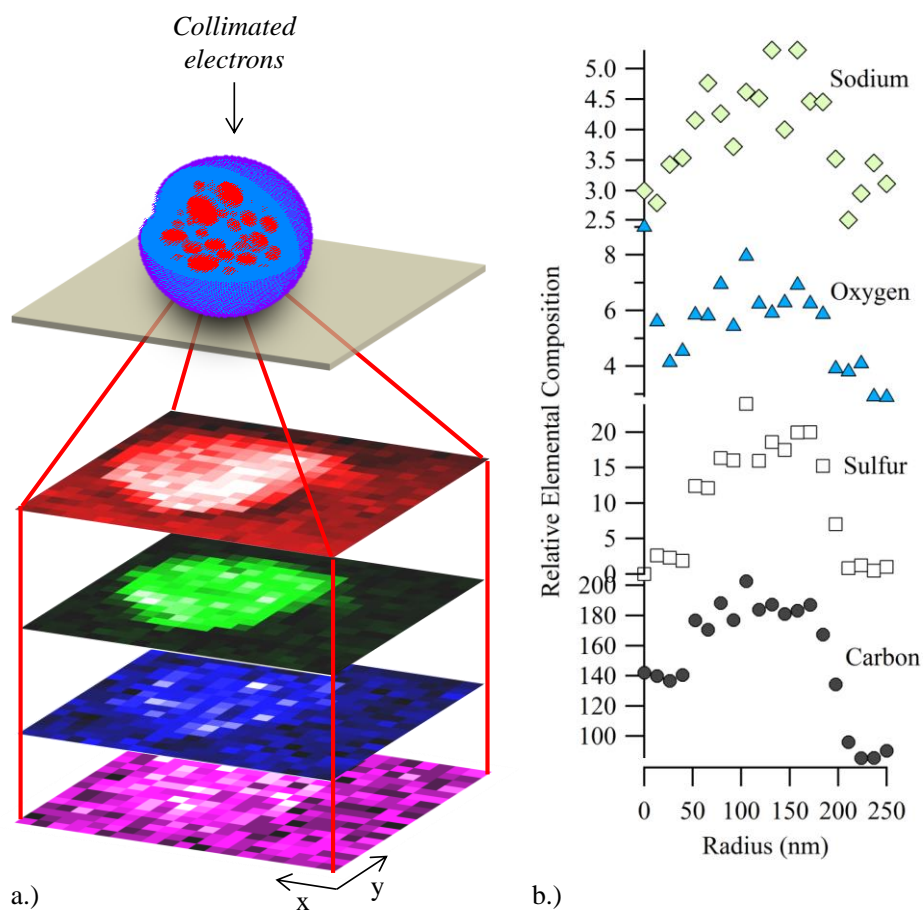 Collimated
electrons
x
y
a.)
Relative Elemental Composition
5.0
4.5
4.0
3.5
3.0
2.5
Sodium
8
6
4
Oxygen
20
15
10
5
0
Sulfur
200
180
160
140
120
100
Carbon
0
50
100
150
200
250
Radius (nm)
b.)